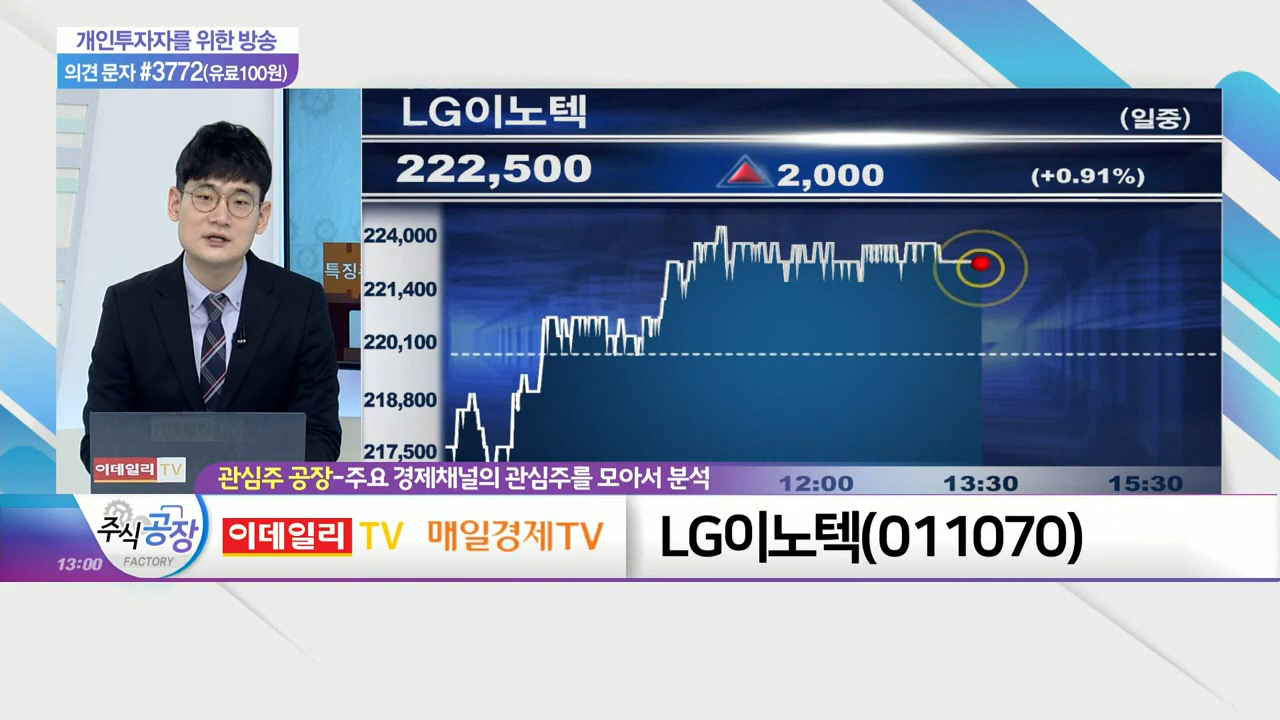 개인투자자를 위한 방송
의견 문자 #3772(유료100원)
LG이노텍
(일중)
222,500 2,000 (+0.91%)
224,000
221,400
220,100
218,800
217,500
12:00 13:30 15:30
특징
이데일리 TV
관심주 공장-주요 경제채널의 관심주를 모아서 분석
주식공장
FACTORY
13:00
이데일리 TV 매일경제TV
LG이노텍(011070)